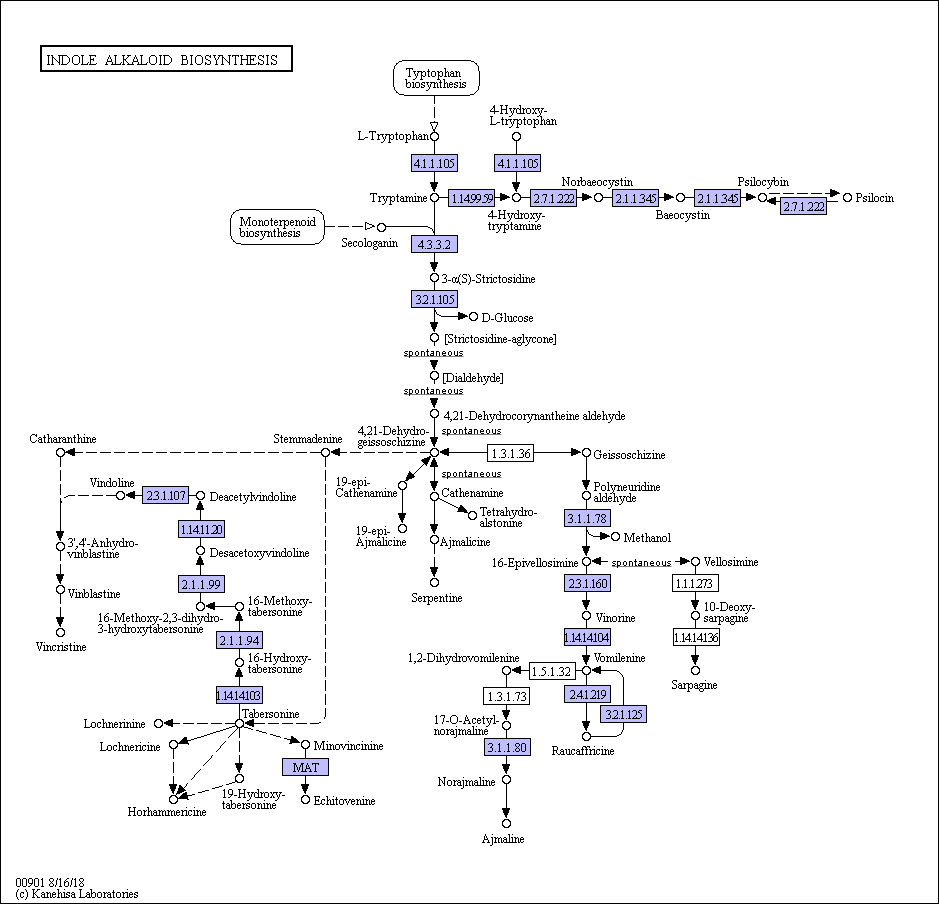 INDOLE ALKALOID BIOSYNTHESIS
Typtophan
biosynthesis
4-Hydroxy-
L-tryptophan
L-Tryptophan
4.1.1.105
4.1.1.105
Tryptamine
1.14.99.59
4-Hydroxy-
tryptamine
2.7.1.222
Norbaeocystin
2.1.1.345
Baeocystin
2.1.1.345
Psilocybin
2.7.1.222
Psilocin
Monoterpenoid
biosynthesis
Secologanin
4.3.3.2
3-α(S)-Strictosidine
3.2.1.105
D-Glucose
[Strictosidine-aglycone]
spontaneous
[Dialdehyde]
spontaneous
4,21-Dehydrocorynantheine aldehyde
4,21-Dehydro-
geissoschizine
spontaneous
Catharanthine
Stemmadenine
1.3.1.36
Geissoschizine
spontaneous
19-epi-
Cathenamine
Cathenamine
Tetrahydro-
alstonine
19-epi-
Ajmalicine
Ajmalicine
Serpentine
Polyneuridine
aldehyde
3.1.1.78
Methanol
16-Epivellosimine
spontaneous
Vellosimine
2.3.1.160
1.1.1.273
Vinorine
10-Deoxy-
sarpagine
1.14.14.104
1.14.14.136
Sarpagine
1,2-Dihydrovomilenine
1.5.1.32
Vomilenine
1.3.1.73
2.4.1.219
3.2.1.125
Raucaffricine
17-O-Acetyl-
norajmaline
3.1.1.80
Norajmaline
Ajmaline
Vindoline
2.3.1.107
Deacetylvindoline
1.14.11.20
3',4'-Anhydro-
vinblastine
Desacetoxyvindoline
2.1.1.99
Vinblastine
16-Methoxy-2,3-dihydro-
3-hydroxytabersonine
16-Methoxy-
tabersonine
Vincristine
2.1.1.94
16-Hydroxy-
tabersonine
1.14.14.103
Tabersonine
Lochnerinine
Lochnericine
Minovincinine
MAT
19-Hydroxy-
tabersonine
Echitovenine
Horhammericine
00901 8/16/18
(c) Kanehisa Laboratories